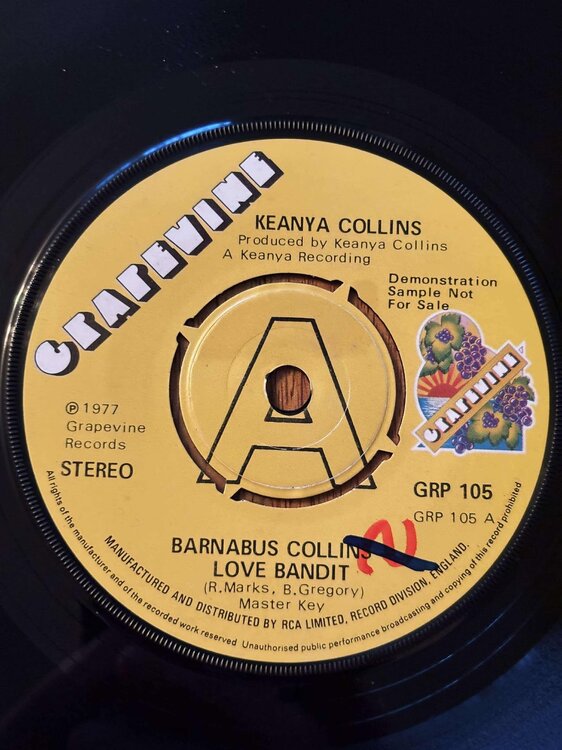 GRAPEVINE
KEANYA COLLINS
Produced by Keanya Collins
A Keanya Recording
Demonstration
Sample Not
For Sale
GRAPEVINE
A
℗ 1977
Grapevine
Records
STEREO
GRP 105
GRP 105 A
BARNABUS COLLINS
LOVE BANDIT
(R. Marks, B. Gregory)
Master Key
MANUFACTURED AND DISTRIBUTED BY RCA LIMITED, RECORD DIVISION, ENGLAND.
All rights of the manufacturer and of the owner of the recorded work reserved Unauthorised public performance broadcasting and copying of this record prohibited